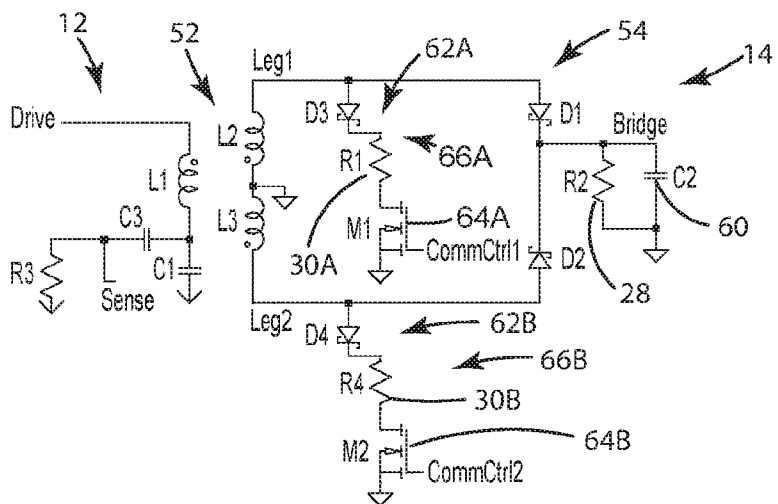 12
52
Leg1
62A
54
14
Drive
D3
D1
Bridge
L2
R1
66A
L1
R2
C2
C3
L3
M1
64A
CommCtrl1
60
R3
C1
30A
D2
28
Sense
Leg2
D4
62B
66B
R4
30B
M2
64B
CommCtrl2